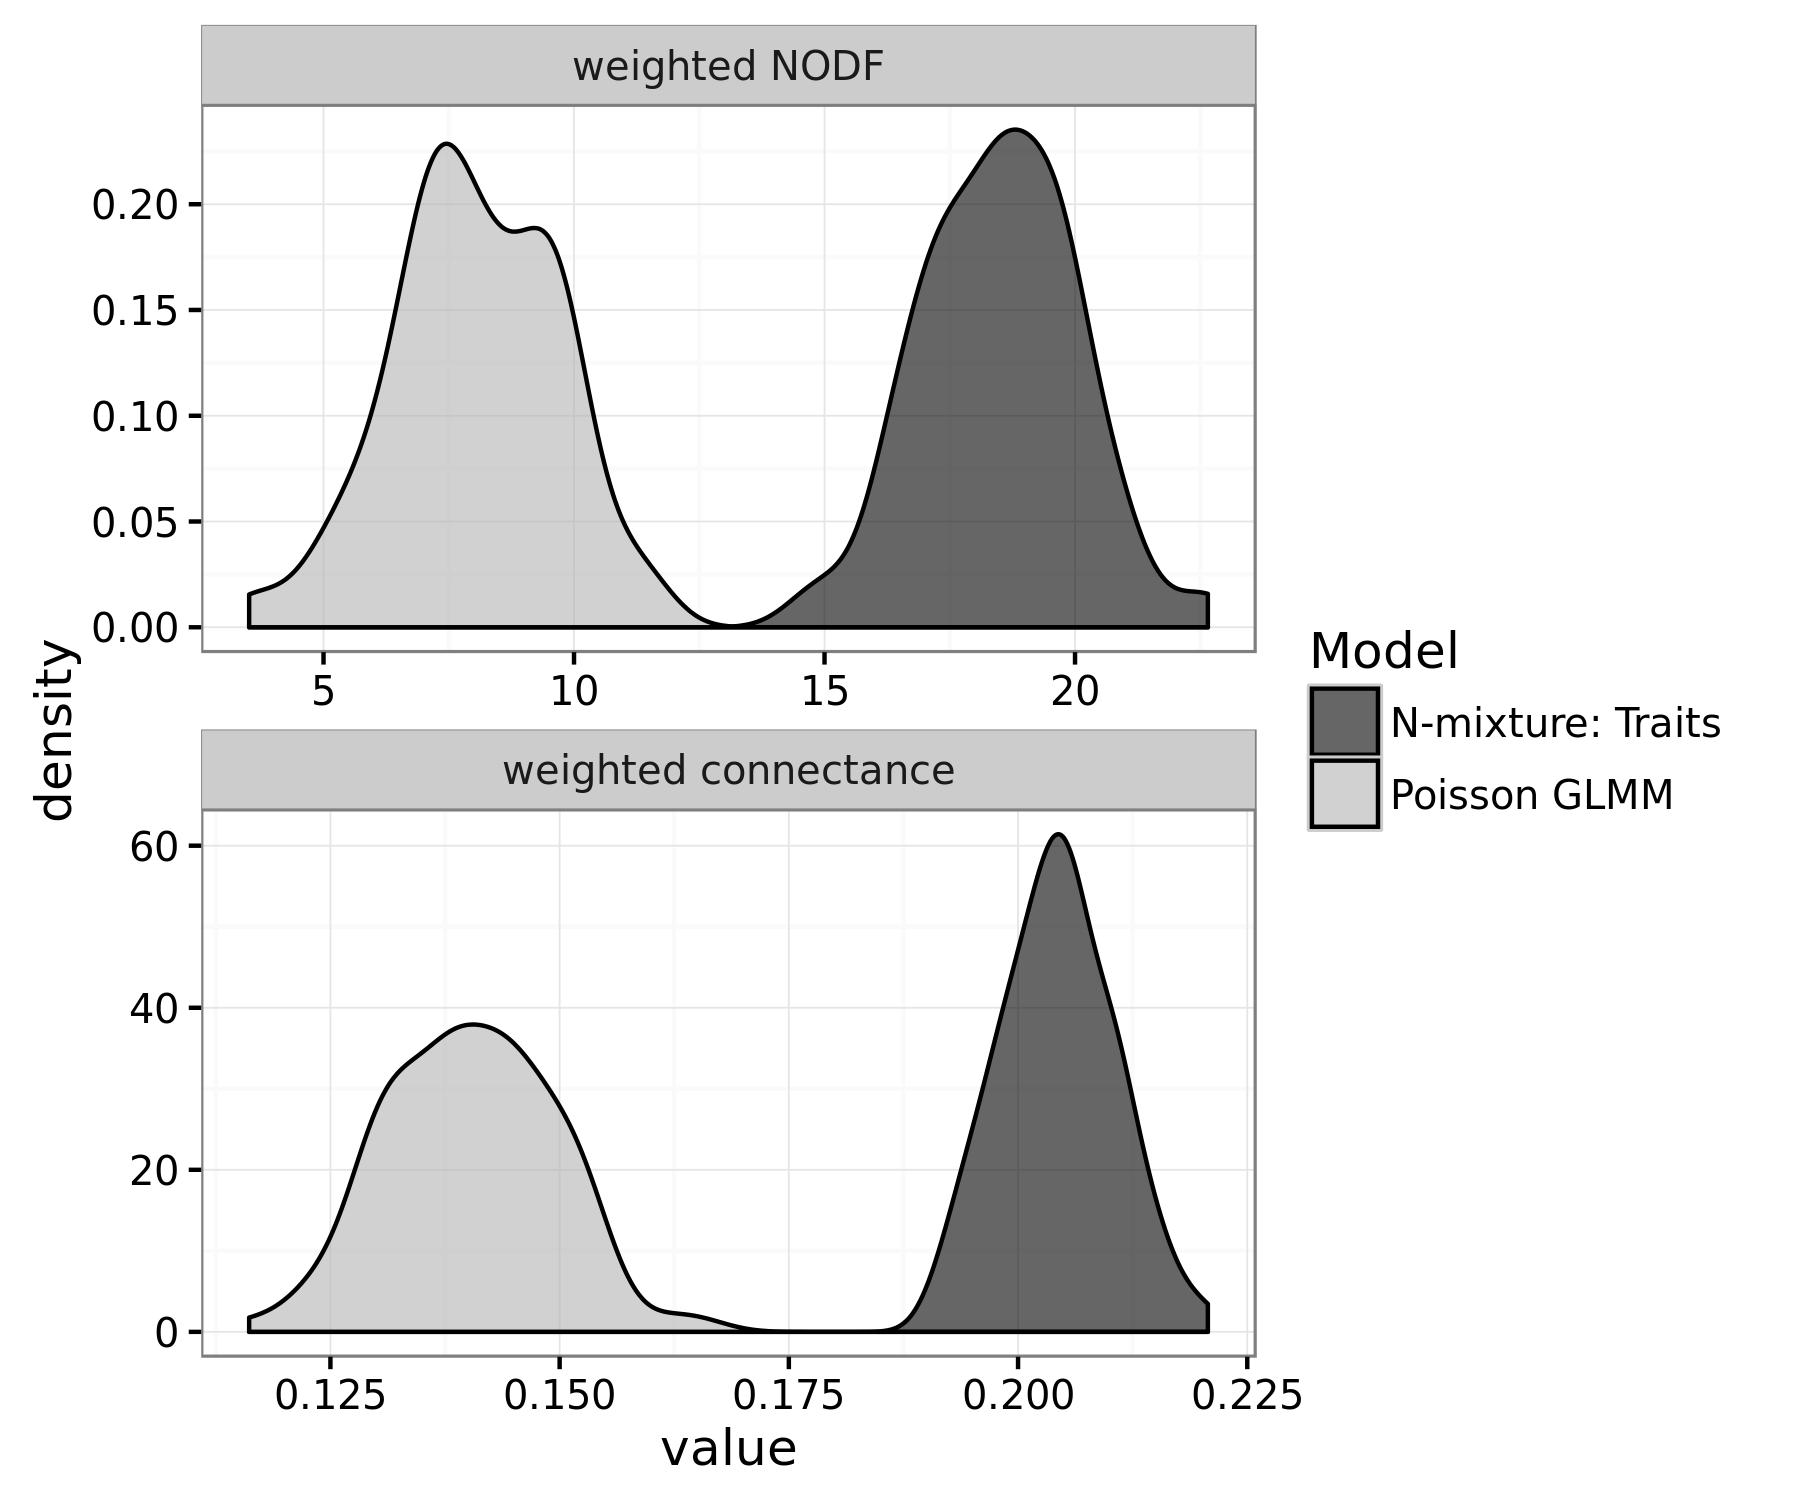 weighted NODF
0.20
0.15
0.10
0.05
0.00
5 10 15 20
weighted connectance
60
40
20
0
0.125 0.150 0.175 0.200 0.225
value
density
Model
N-mixture: Traits
Poisson GLMM